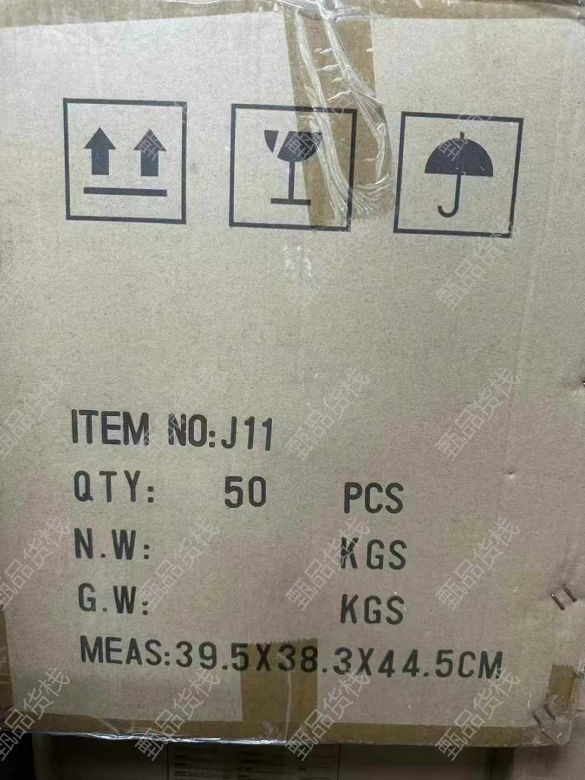 ITEM NO:J11
QTY: 50 PCS
N.W: KGS
G.W: KGS
MEAS:39.5X38.3X44.5CM
甄品货栈